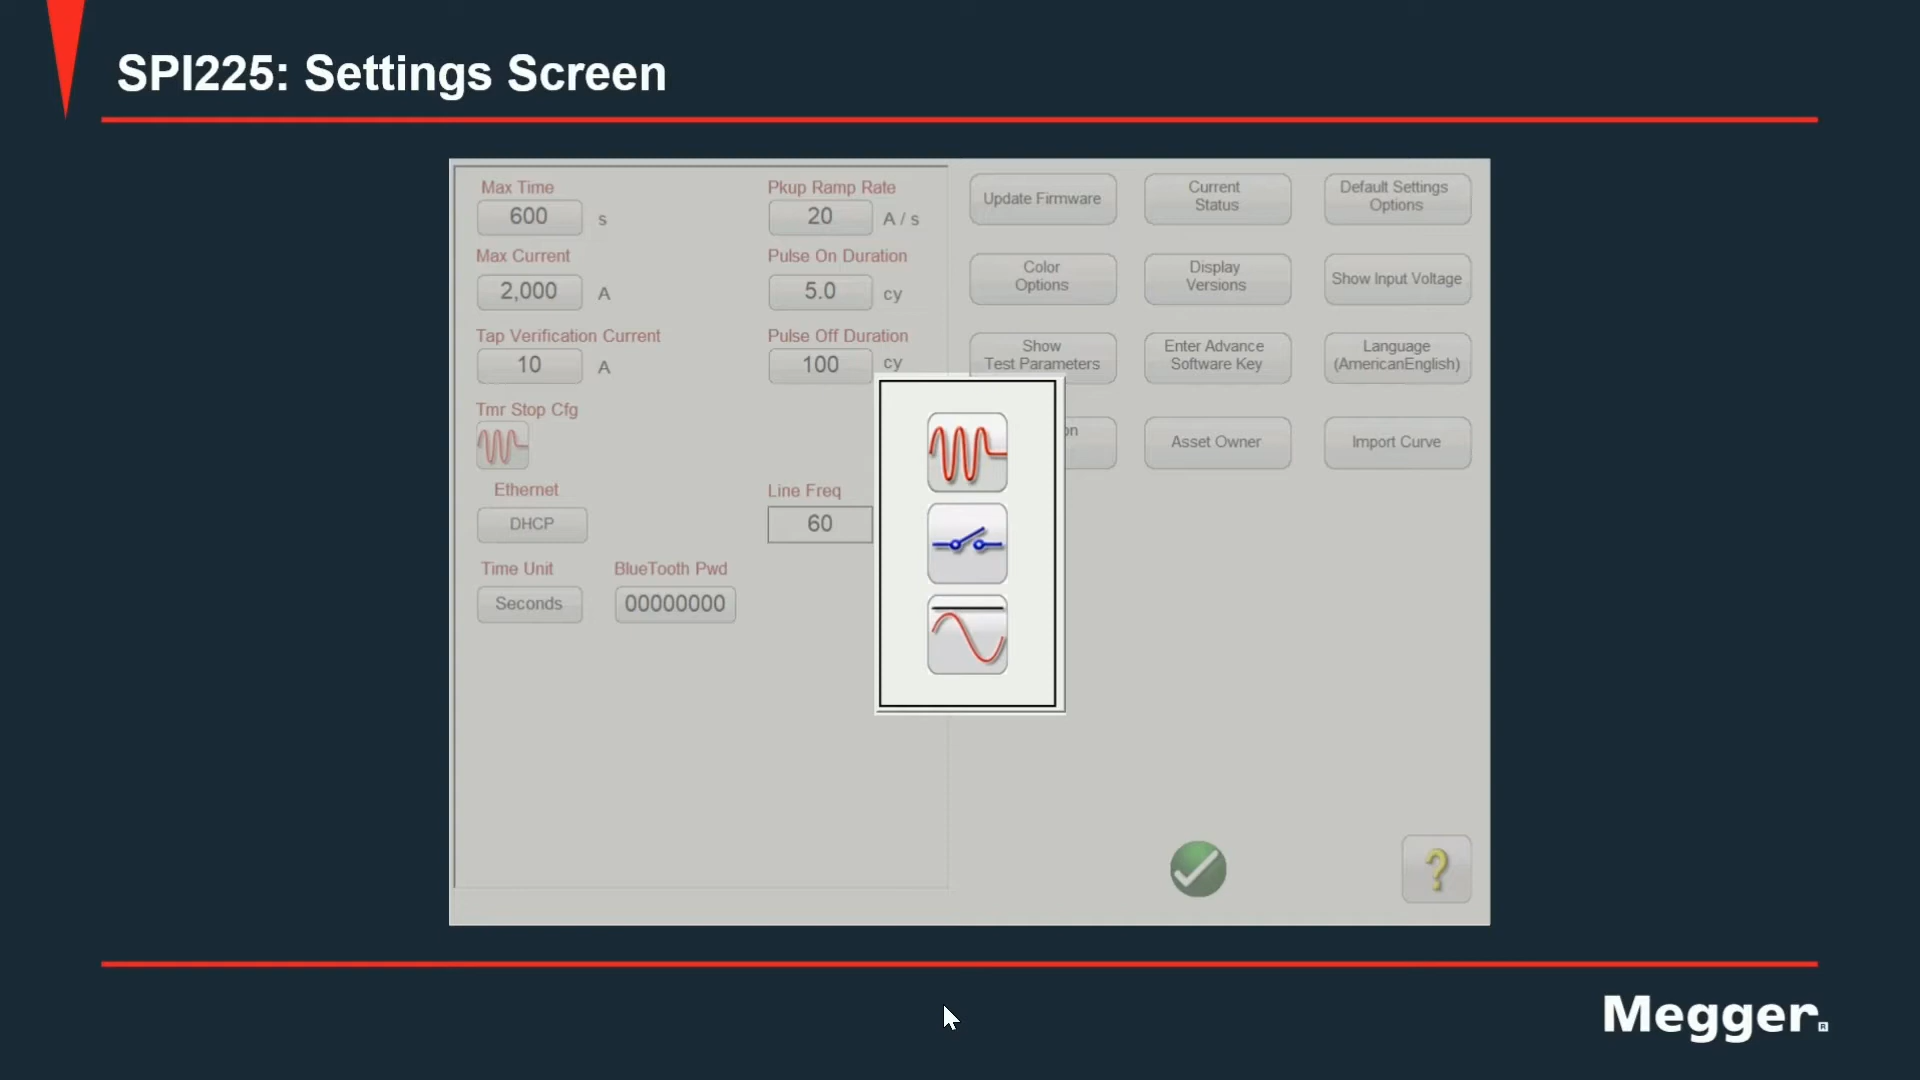 SPI225: Settings Screen
Max Time
600 s
Pkup Ramp Rate
20 A / s
Max Current
2,000 A
Pulse On Duration
5.0 cy
Tap Verification Current
10 A
Pulse Off Duration
100 cy
Tmr Stop Cfg
Ethernet
DHCP
Line Freq
60
Time Unit
Seconds
BlueTooth Pwd
00000000
Update Firmware
Current
Status
Default Settings
Options
Color
Options
Display
Versions
Show Input Voltage
Show
Test Parameters
Enter Advance
Software Key
Language
(AmericanEnglish)
Asset Owner
Import Curve
?
Megger®